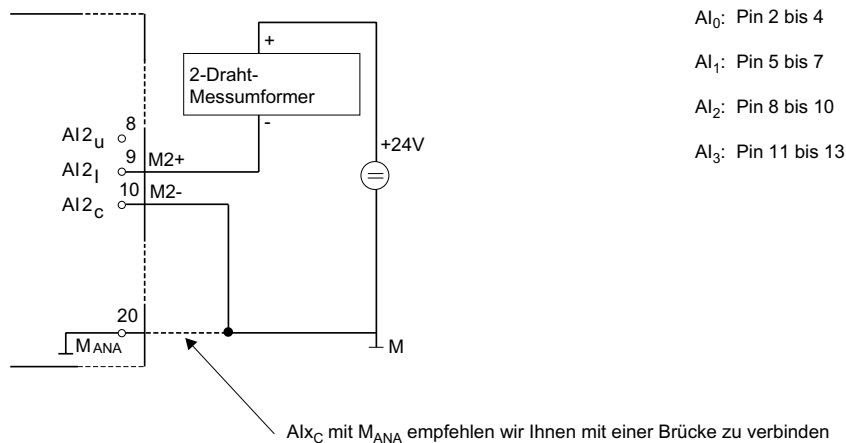 AI0: Pin 2 bis 4
AI1: Pin 5 bis 7
AI2: Pin 8 bis 10
AI3: Pin 11 bis 13
+
2-Draht-
Messumformer
-
+24V
8
AI2u
9
M2+
AI2I
10
M2-
AI2c
20
MANA
M
AIxC mit MANA empfehlen wir Ihnen mit einer Brücke zu verbinden